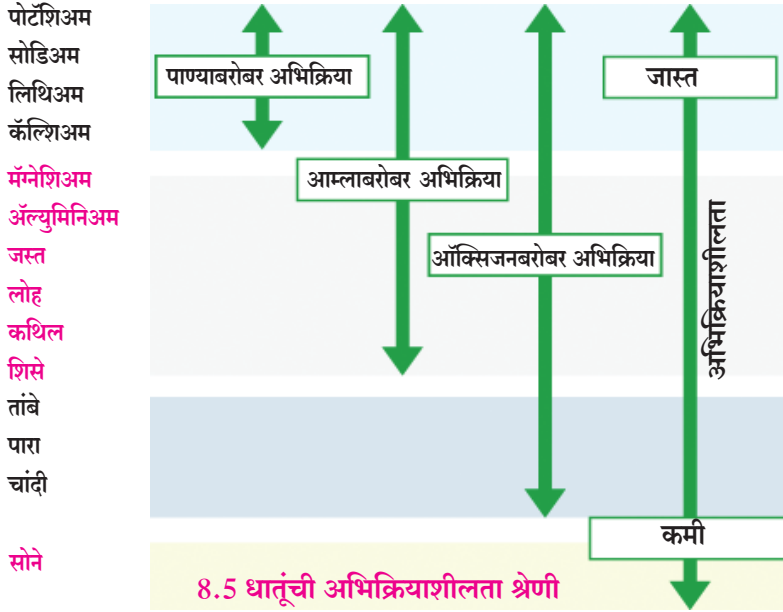 पोटॅशिअम
सोडिअम
लिथिअम
कॅल्शिअम
मॅग्नेशिअम
ॲल्युमिनिअम
जस्त
लोह
कथिल
शिसे
तांबे
पारा
चांदी
सोने
पाण्याबरोबर अभिक्रिया
आम्लाबरोबर अभिक्रिया
ऑक्सिजनबरोबर अभिक्रिया
जास्त
अभिक्रियाशीलता
कमी
8.5 धातूंची अभिक्रियाशीलता श्रेणी